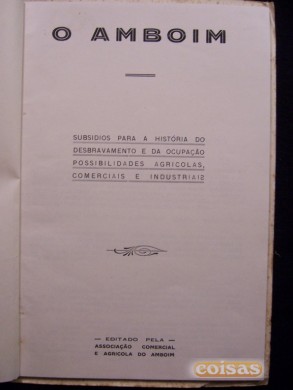 O AMBOIM
SUBSIDIOS PARA A HISTÓRIA DO
DESBRAVAMENTO E DA OCUPAÇÃO
POSSIBILIDADES AGRICOLAS,
COMERCIAIS E INDUSTRIAIS
— EDITADO PELA —
ASSOCIAÇÃO COMERCIAL
E AGRICOLA DO AMBOIM
coisas